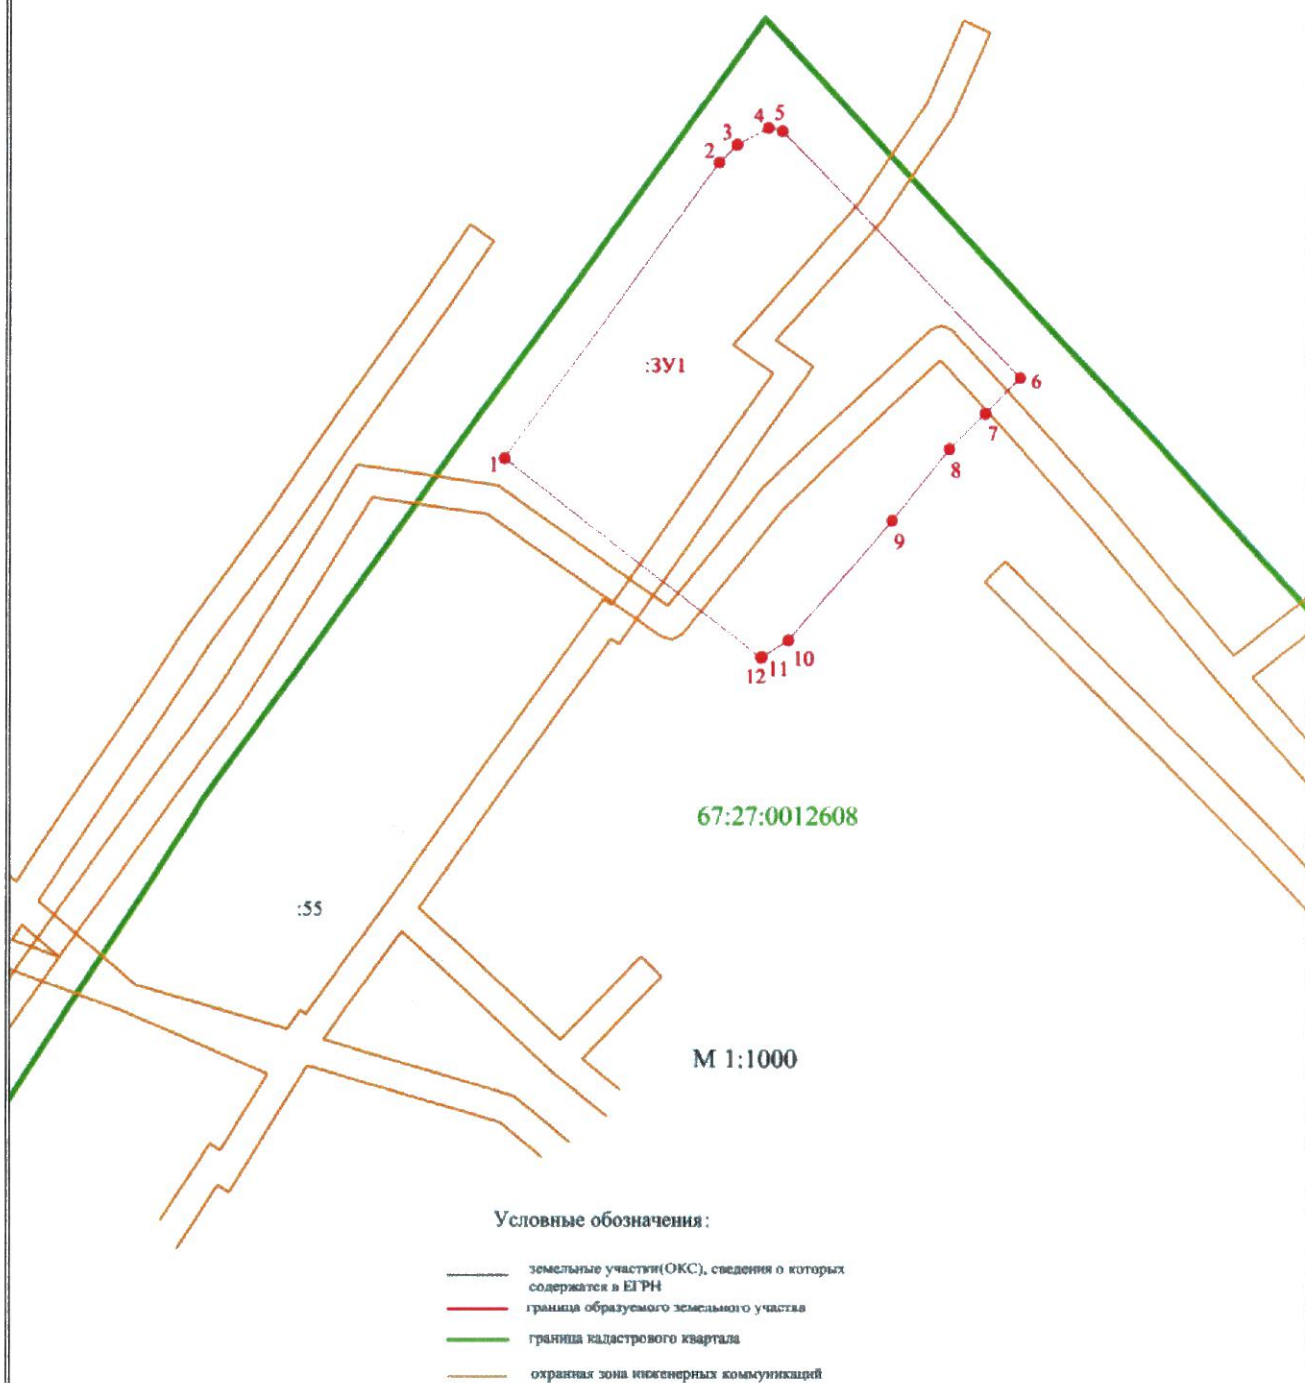 4 5
3
2
:ЗУ1
6
7
1
8
9
10
12 11
67:27:0012608
:55
М 1:1000
Условные обозначения:
земельные участки(ОКС), сведения о которых
содержатся в ЕГРН
граница образуемого земельного участка
граница кадастрового квартала
охранная зона инженерных коммуникаций